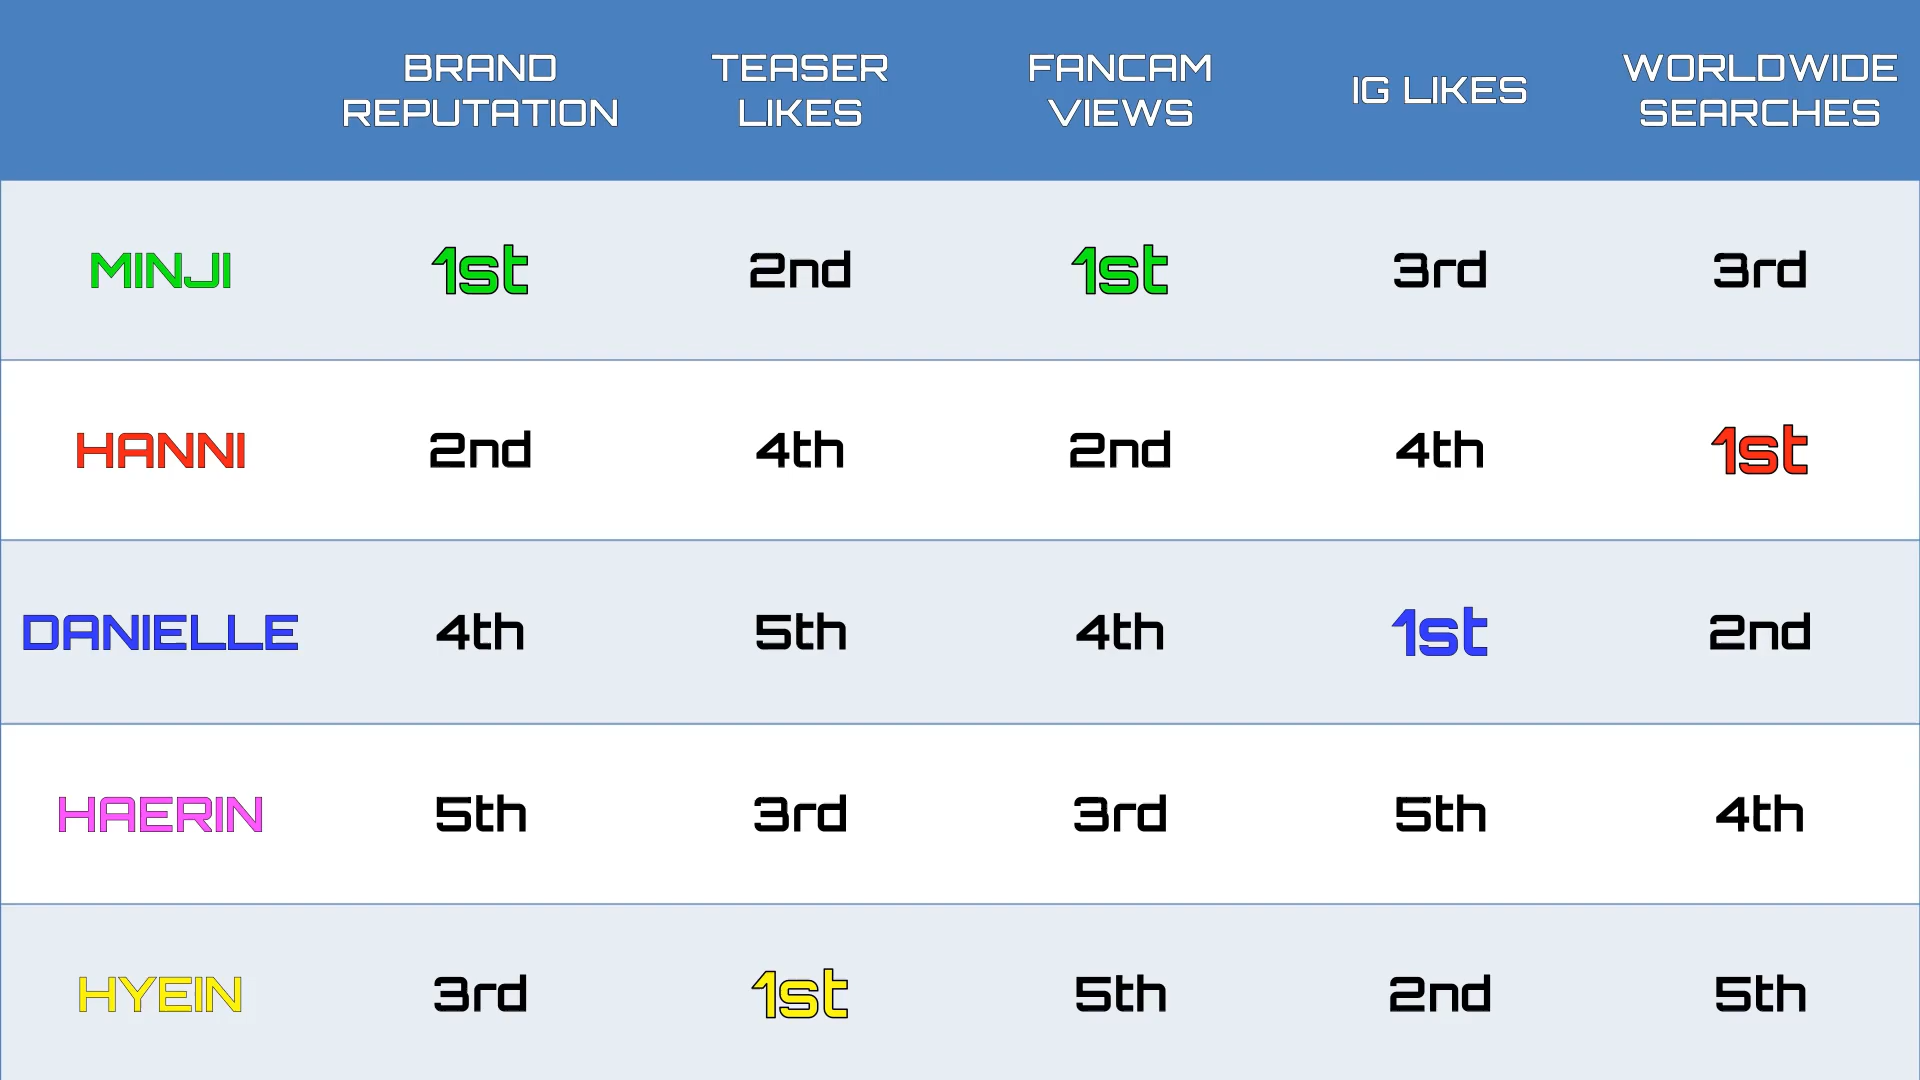 BRAND REPUTATION
TEASER LIKES
FANCAM VIEWS
IG LIKES
WORLDWIDE SEARCHES
MINJI 1st 2nd 1st 3rd 3rd
HANNI 2nd 4th 2nd 4th 1st
DANIELLE 4th 5th 4th 1st 2nd
HAERIN 5th 3rd 3rd 5th 4th
HYEIN 3rd 1st 5th 2nd 5th